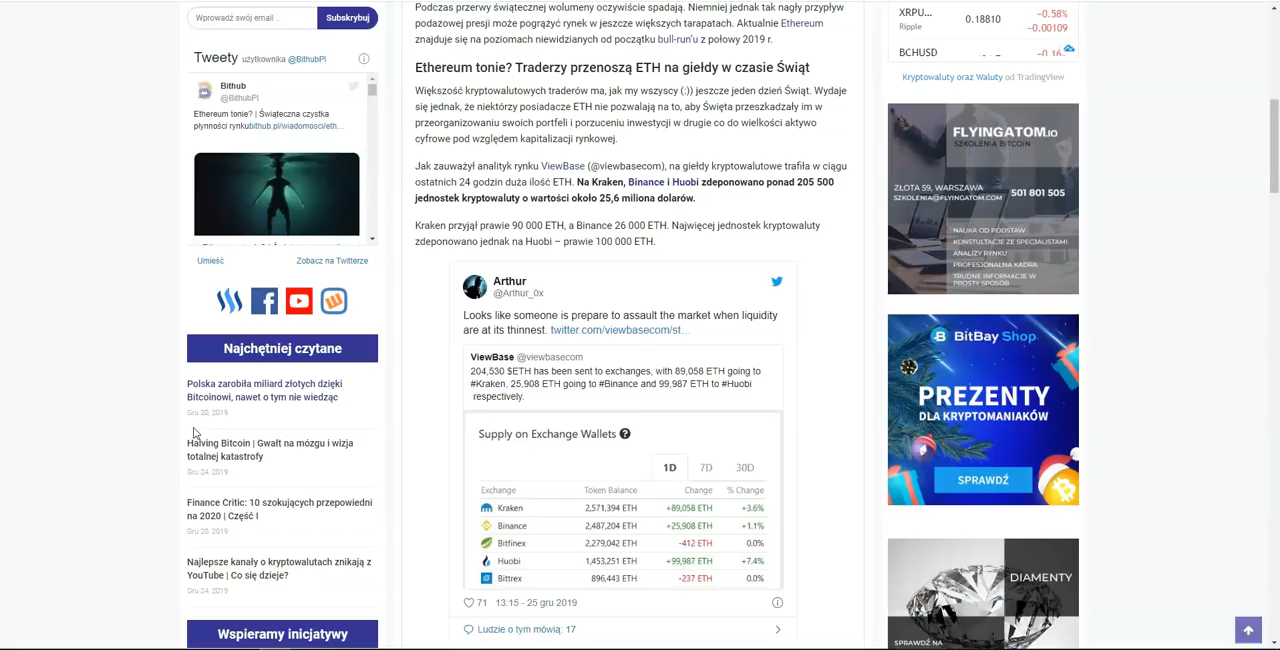 Wprowadź swój email...
Subskrybuj
Tweety użytkownika @BithubPl
Bithub
@BithubPl
Ethereum tonie? | Świąteczna czystka
płynności rynkubithub.pl/wiadomosci/eth…
Umieść
Zobacz na Twitterze
Najchętniej czytane
Polska zarobiła miliard złotych dzięki
Bitcoinowi, nawet o tym nie wiedząc
Gru 20, 2019
Halving Bitcoin | Gwałt na mózgu i wizja
totalnej katastrofy
Gru 24, 2019
Finance Critic: 10 szokujących przepowiedni
na 2020 | Część I
Gru 20, 2019
Najlepsze kanały o kryptowalutach znikają z
YouTube | Co się dzieje?
Gru 24, 2019
Wspieramy inicjatywy
Podczas przerwy świątecznej wolumeny oczywiście spadają. Niemniej jednak tak nagły przypływ
podażowej presji może pogrążyć rynek w jeszcze większych tarapatach. Aktualnie Ethereum
znajduje się na poziomach niewidzianych od początku bull-run'u z połowy 2019 r.
Ethereum tonie? Traderzy przenoszą ETH na giełdy w czasie Świąt
Większość kryptowalutowych traderów ma, jak my wszyscy (:)) jeszcze jeden dzień Świąt. Wydaje
się jednak, że niektórzy posiadacze ETH nie pozwalają na to, aby Święta przeszkadzały im w
przeorganizowaniu swoich portfeli i porzuceniu inwestycji w drugie co do wielkości aktywo
cyfrowe pod względem kapitalizacji rynkowej.
Jak zauważył analityk rynku ViewBase (@viewbasecom), na giełdy kryptowalutowe trafiła w ciągu
ostatnich 24 godzin duża ilość ETH. Na Kraken, Binance i Huobi zdeponowano ponad 205 500
jednostek kryptowaluty o wartości około 25,6 miliona dolarów.
Kraken przyjął prawie 90 000 ETH, a Binance 26 000 ETH. Najwięcej jednostek kryptowaluty
zdeponowano jednak na Huobi – prawie 100 000 ETH.
Arthur
@Arthur_0x
Looks like someone is prepare to assault the market when liquidity
are at its thinnest. twitter.com/viewbasecom/st…
ViewBase @viewbasecom
204,530 $ETH has been sent to exchanges, with 89,058 ETH going to
#Kraken, 25,908 ETH going to #Binance and 99,987 ETH to #Huobi
respectively.
Supply on Exchange Wallets ?
1D 7D 30D
Exchange Token Balance Change % Change
Kraken 2,571,394 ETH +89,058 ETH +3.6%
Binance 2,487,204 ETH +25,908 ETH +1.1%
Bitfinex 2,279,042 ETH -412 ETH 0.0%
Huobi 1,453,251 ETH +99,987 ETH +7.4%
Bittrex 896,443 ETH -237 ETH 0.0%
71 13:15 - 25 gru 2019
Ludzie o tym mówią: 17
XRPU... 0.18810 −0.58%
Ripple −0.00109
BCHUSD −0.16
Kryptowaluty oraz Waluty od TradingView
FLYINGATOM.IO
SZKOLENIA BITCOIN
ZŁOTA 59, WARSZAWA
SZKOLENIA@FLYINGATOM.COM
501 801 505
NAUKA OD PODSTAW
KONSULTACJE ZE SPECJALISTAMI
ANALIZY RYNKU
PROFESJONALNA KADRA
TRUDNE INFORMACJE W
PROSTY SPOSÓB
BitBay Shop
PREZENTY
DLA KRYPTOMANIAKÓW
SPRAWDŹ
DIAMENTY
SPRAWDŹ NA